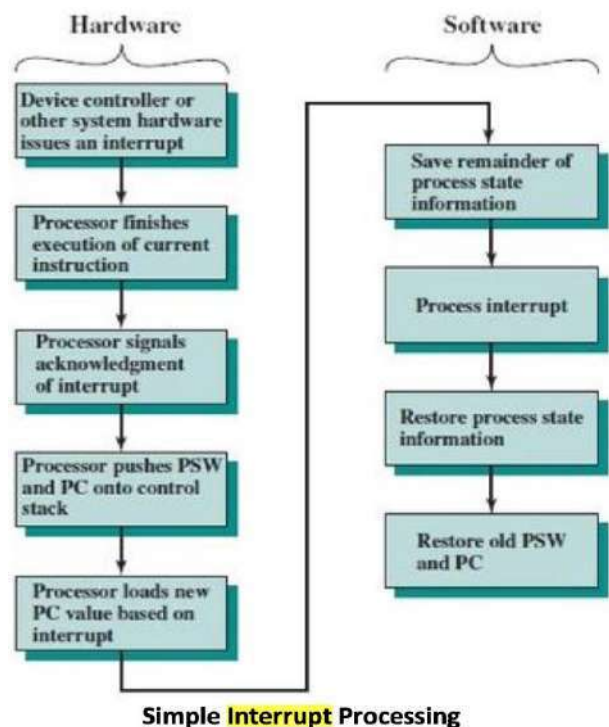 Hardware
Device controller or
other system hardware
issues an interrupt
Processor finishes
execution of current
instruction
Processor signals
acknowledgment
of interrupt
Processor pushes PSW
and PC onto control
stack
Processor loads new
PC value based on
interrupt
Software
Save remainder of
process state
information
Process interrupt
Restore process state
information
Restore old PSW
and PC
Simple Interrupt Processing